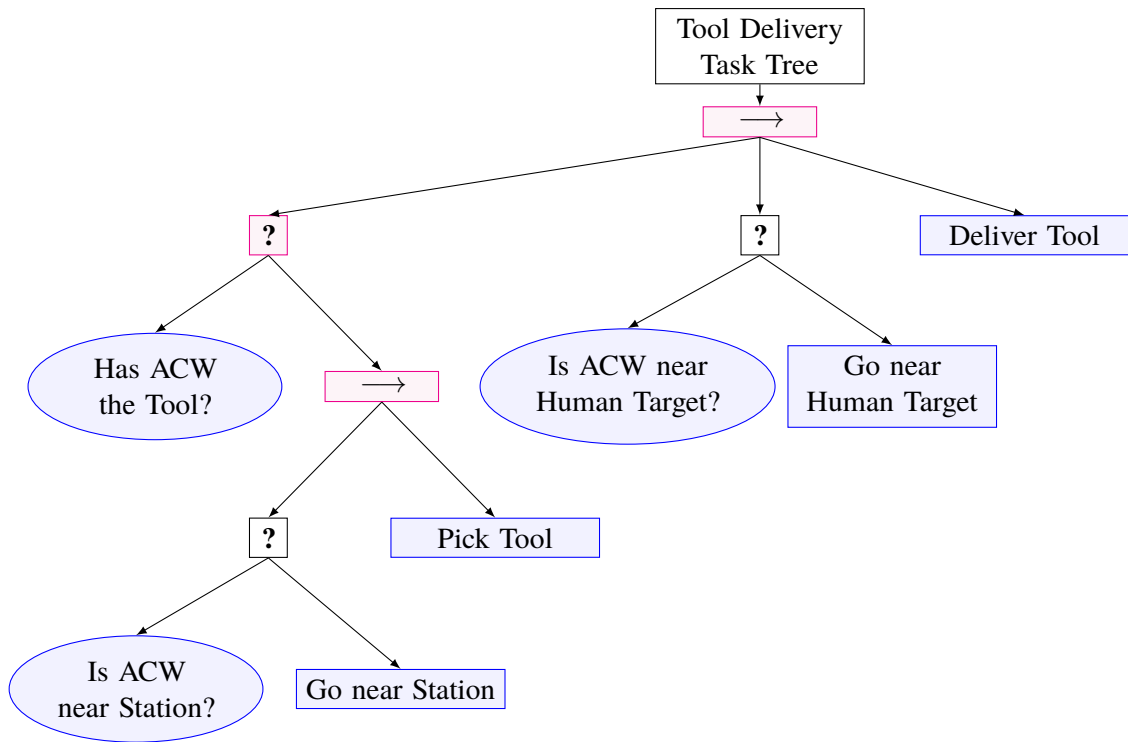 Tool Delivery
Task Tree
⟶
?
?
Deliver Tool
Has ACW
the Tool?
⟶
Is ACW near
Human Target?
Go near
Human Target
?
Pick Tool
Is ACW
near Station?
Go near Station